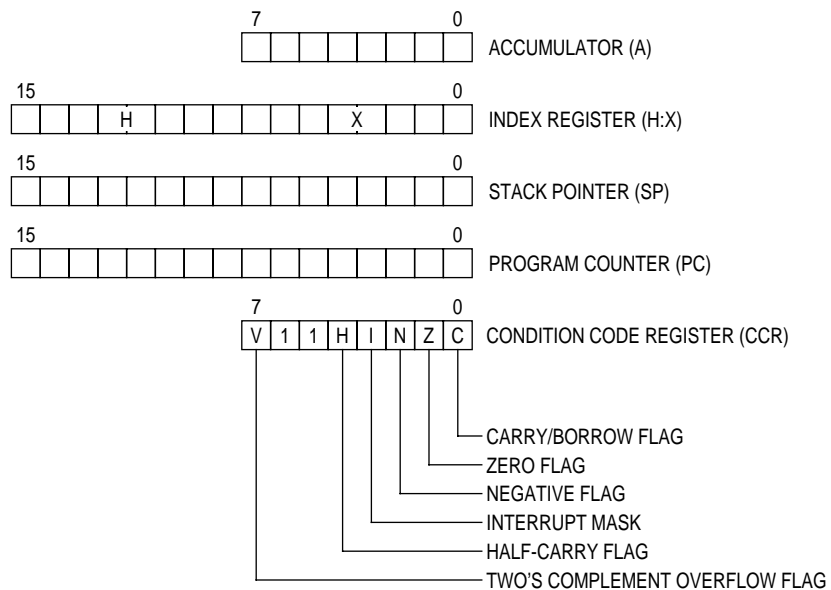 7 0
ACCUMULATOR (A)
15 0
H X INDEX REGISTER (H:X)
15 0
STACK POINTER (SP)
15 0
PROGRAM COUNTER (PC)
7 0
V 1 1 H I N Z C CONDITION CODE REGISTER (CCR)
CARRY/BORROW FLAG
ZERO FLAG
NEGATIVE FLAG
INTERRUPT MASK
HALF-CARRY FLAG
TWO'S COMPLEMENT OVERFLOW FLAG